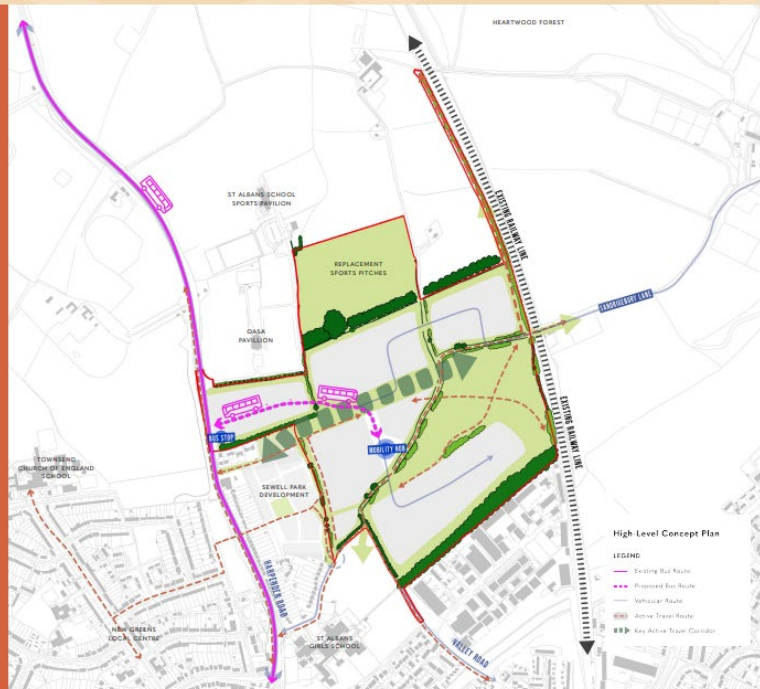 HEARTWOOD FOREST
ST ALBANS SCHOOL
SPORTS PAVILION
EXISTING RAILWAY LINE
REPLACEMENT
SPORTS PITCHES
SANDRIDGEBURY LANE
OASA
PAVILLION
EXISTING RAILWAY LINE
BUS STOP
MOBILITY HUB
TOWNSEND
CHURCH OF ENGLAND
SCHOOL
SEWELL PARK
DEVELOPMENT
HARPENDEN ROAD
NEW GREENS
LOCAL CENTRE
ST ALBANS
GIRLS SCHOOL
VALLEY ROAD
High Level Concept Plan
LEGEND
Existing Bus Route
Proposed Bus Route
Vehicular Route
Active Travel Route
Key Active Travel Corridor